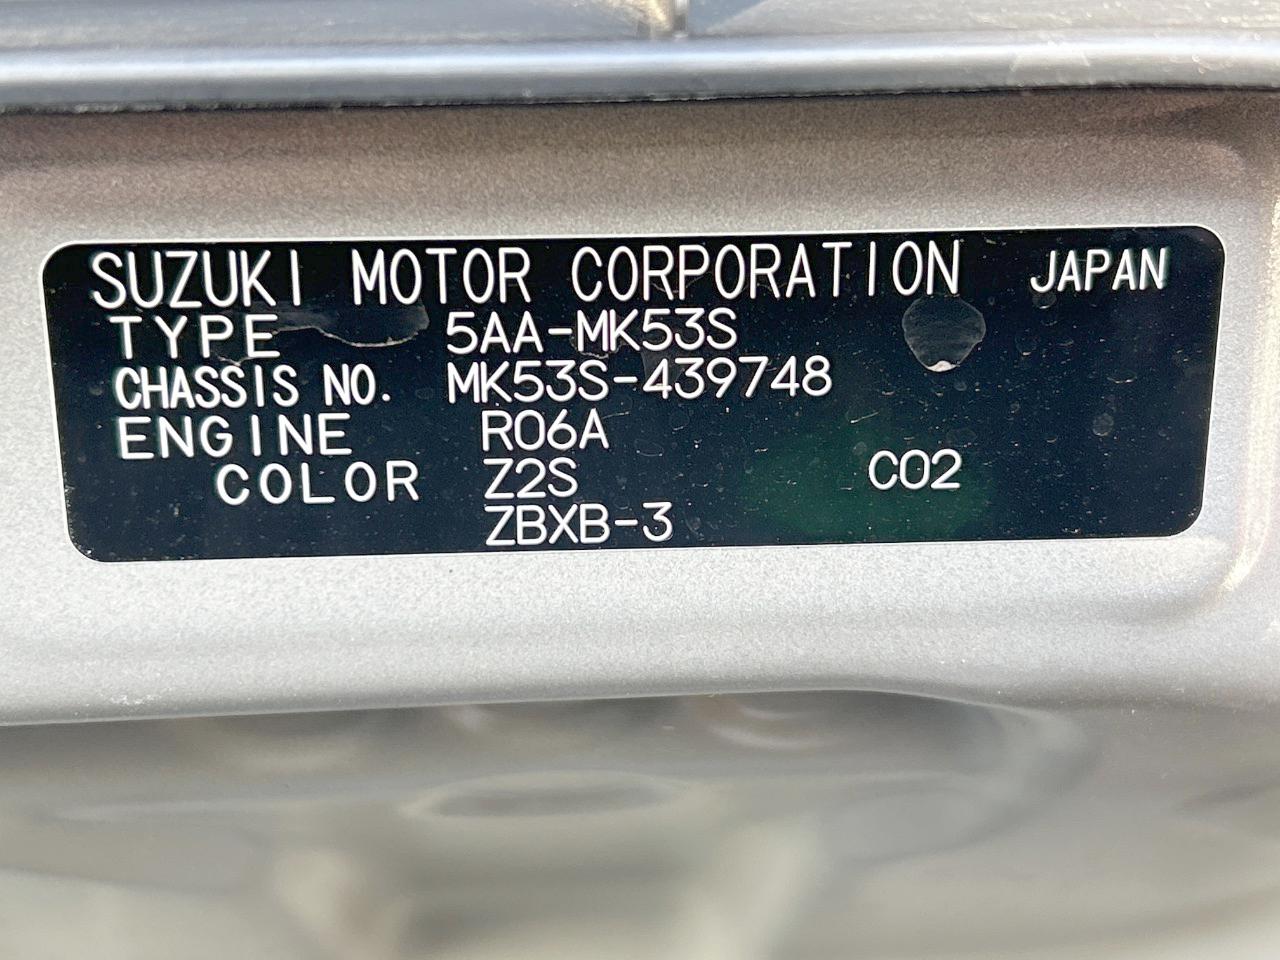 SUZUKI MOTOR CORPORATION JAPAN
TYPE 5AA-MK53S
CHASSIS NO. MK53S-439748
ENGINE R06A
COLOR Z2S C02
ZBXB-3